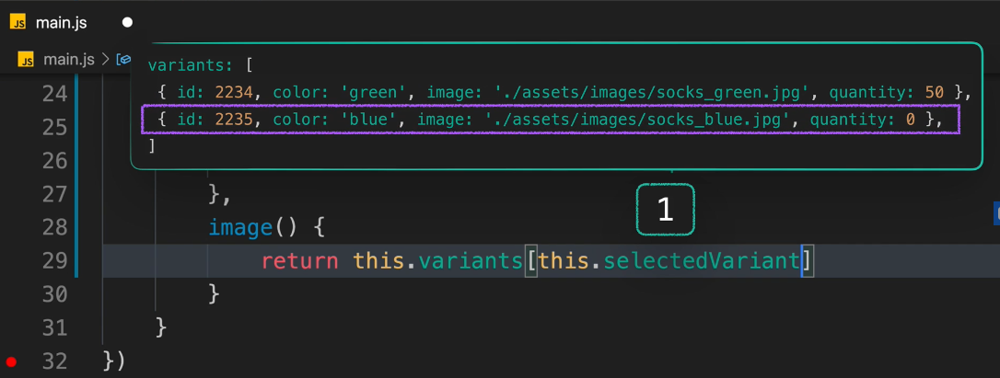 JS main.js
JS main.js >
variants: [
{ id: 2234, color: 'green', image: './assets/images/socks_green.jpg', quantity: 50 },
{ id: 2235, color: 'blue', image: './assets/images/socks_blue.jpg', quantity: 0 },
]
24
25
26
27 },
1
28 image() {
29 return this.variants[this.selectedVariant]
30 }
31 }
32 })